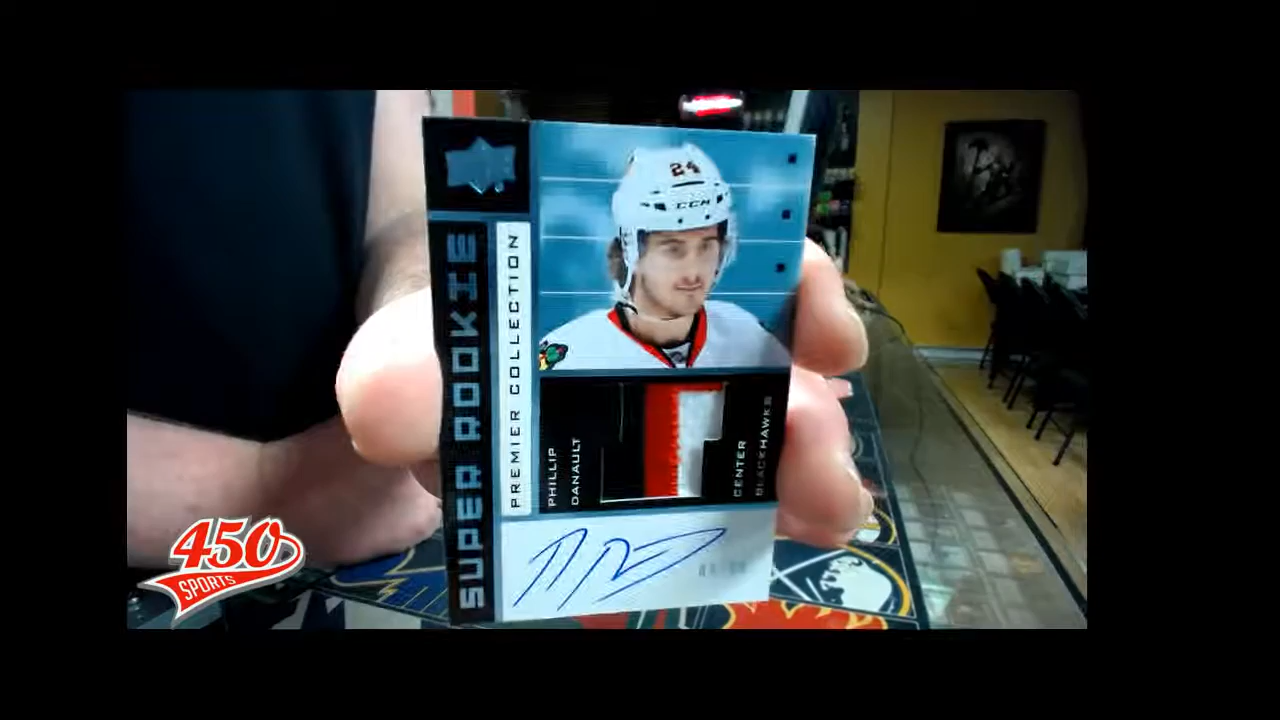 24
CCM
SUPER ROOKIE
PREMIER COLLECTION
PHILLIP
DANAULT
CENTER
BLACKHAWKS
450
SPORTS